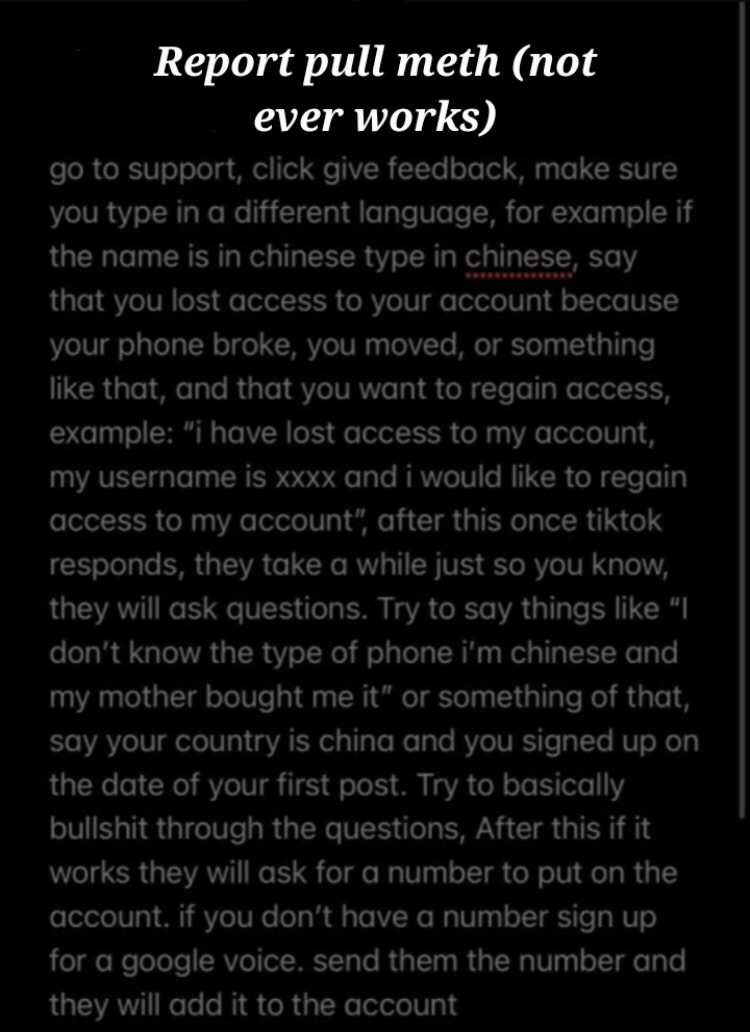 Report pull meth (not
ever works)
go to support, click give feedback, make sure
you type in a different language, for example if
the name is in chinese type in chinese, say
that you lost access to your account because
your phone broke, you moved, or something
like that, and that you want to regain access,
example: “i have lost access to my account,
my username is xxxx and i would like to regain
access to my account”, after this once tiktok
responds, they take a while just so you know,
they will ask questions. Try to say things like “I
don’t know the type of phone i’m chinese and
my mother bought me it” or something of that,
say your country is china and you signed up on
the date of your first post. Try to basically
bullshit through the questions, After this if it
works they will ask for a number to put on the
account. if you don’t have a number sign up
for a google voice. send them the number and
they will add it to the account